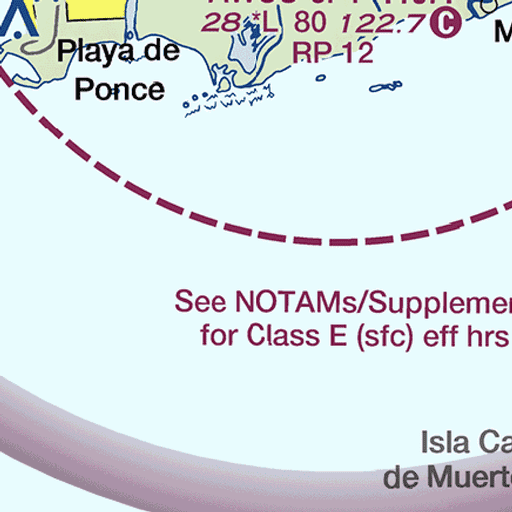 28 *L 80 122.7 C
RP 12
M
Playa de
Ponce
See NOTAMs/Supplemen
for Class E (sfc) eff hrs
Isla Ca
de Muerto